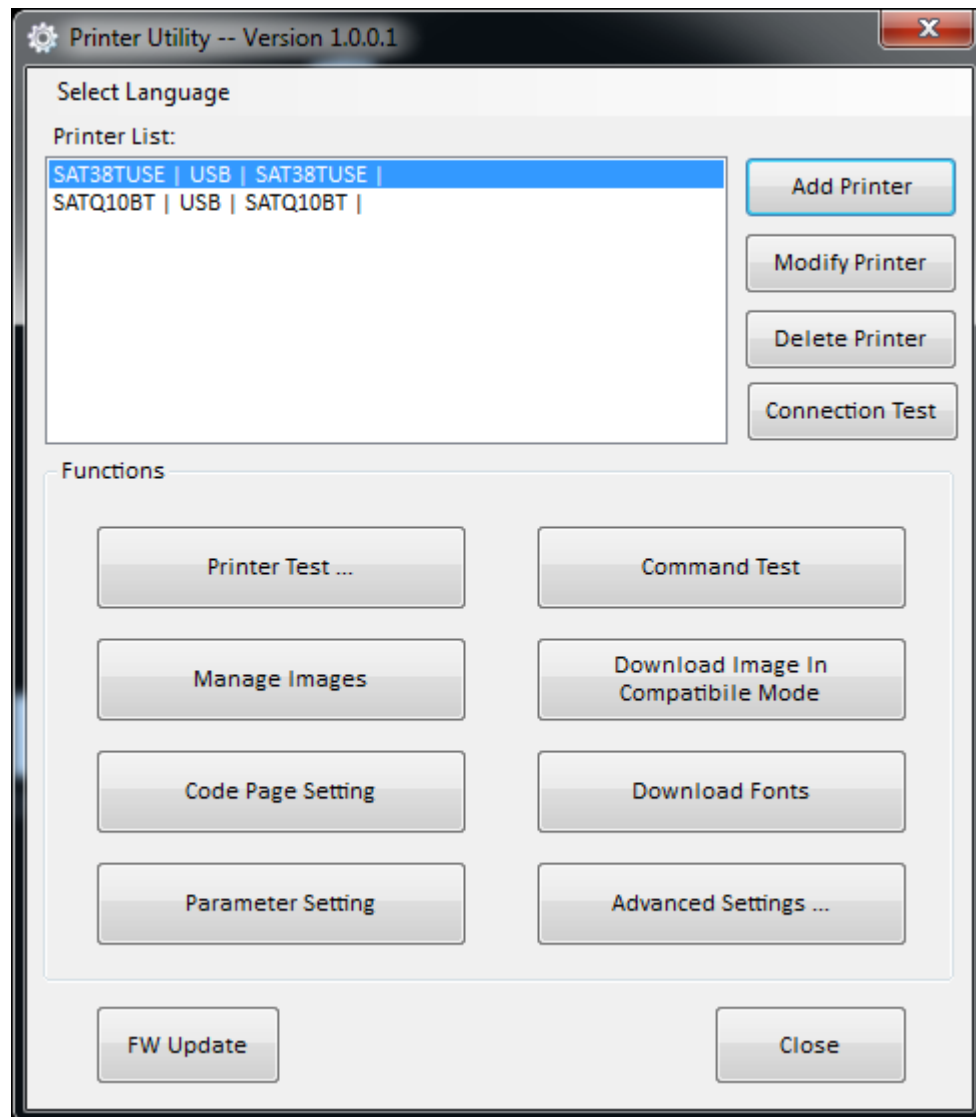 Printer Utility -- Version 1.0.0.1
Select Language
Printer List:
SAT38TUSE | USB | SAT38TUSE |
SATQ10BT | USB | SATQ10BT |
Add Printer
Modify Printer
Delete Printer
Connection Test
Functions
Printer Test ...
Command Test
Manage Images
Download Image In
Compatibile Mode
Code Page Setting
Download Fonts
Parameter Setting
Advanced Settings ...
FW Update
Close